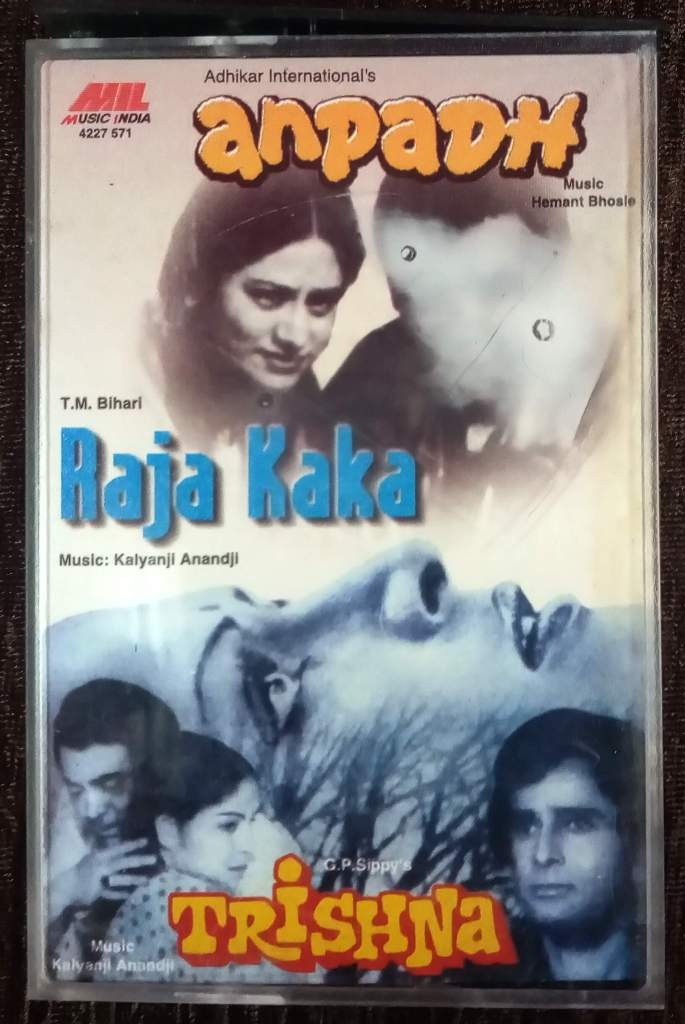 MIL
MUSIC INDIA
4227 571
Adhikar International's
anpadh
Music
Hemant Bhosle
T.M. Bihari
Raja Kaka
Music: Kalyanji Anandji
G.P.Sippy's
TRiSHNa
Music
Kalyanji Anandji